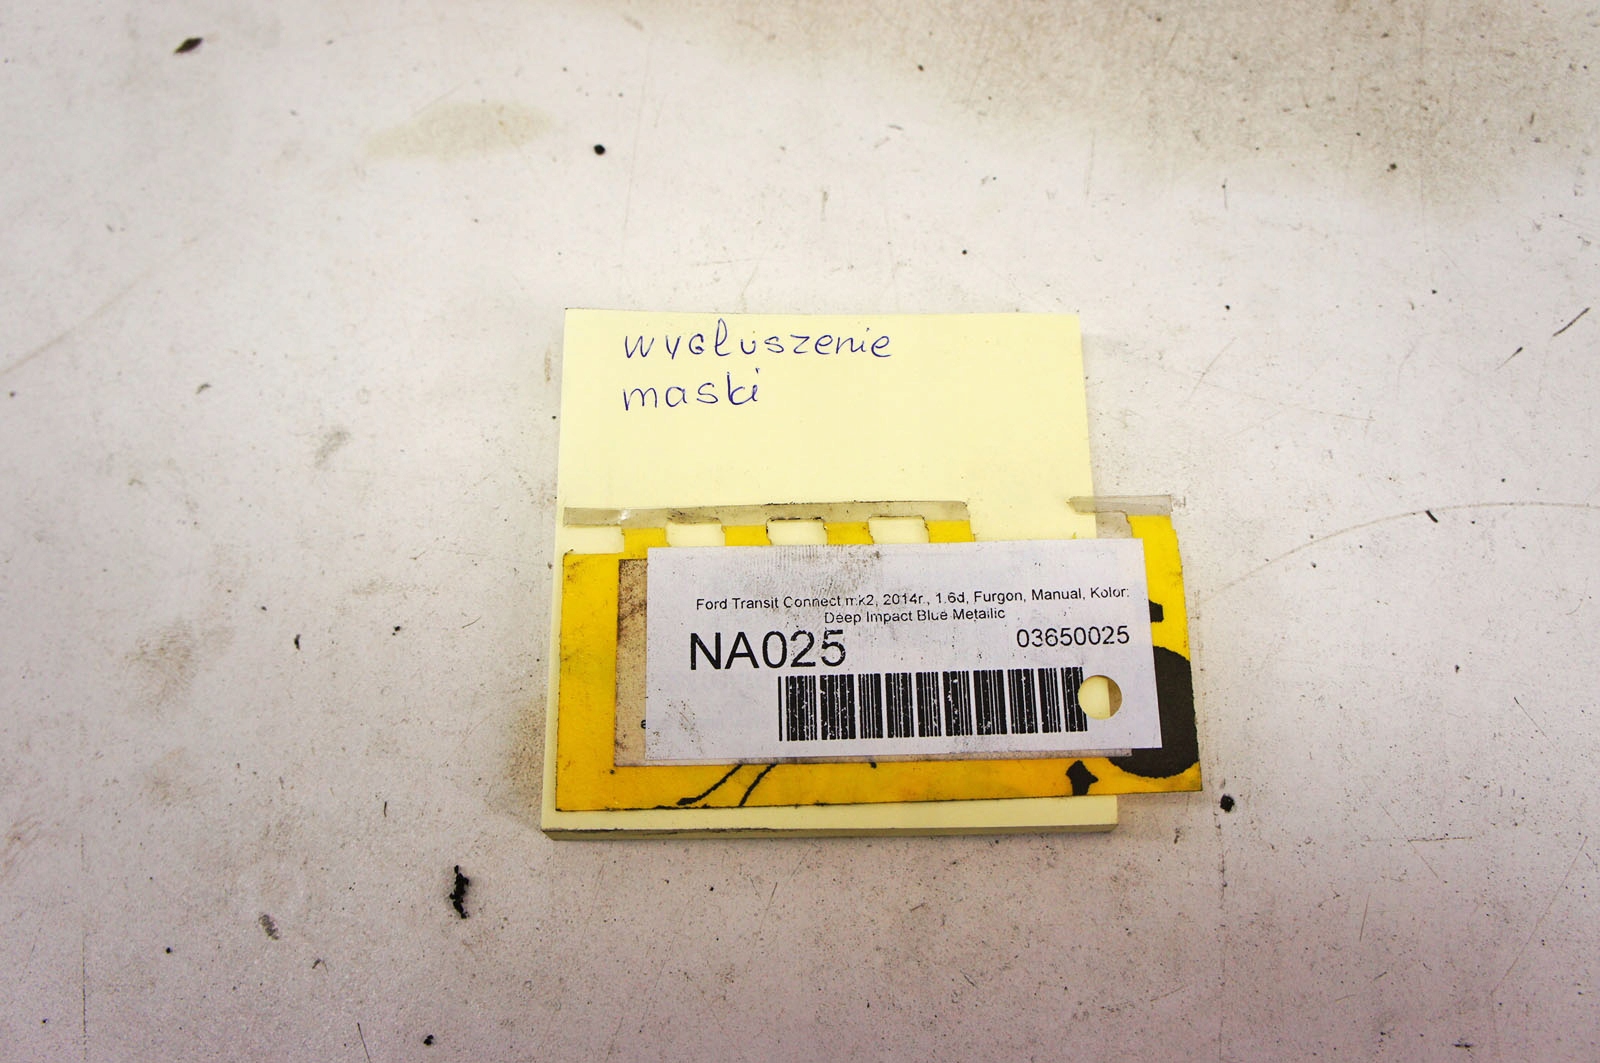 wygłuszenie
maski
Ford Transit Connect mk2, 2014r., 1.6d, Furgon, Manual, Kolor:
Deep Impact Blue Metallic
NA025
03650025